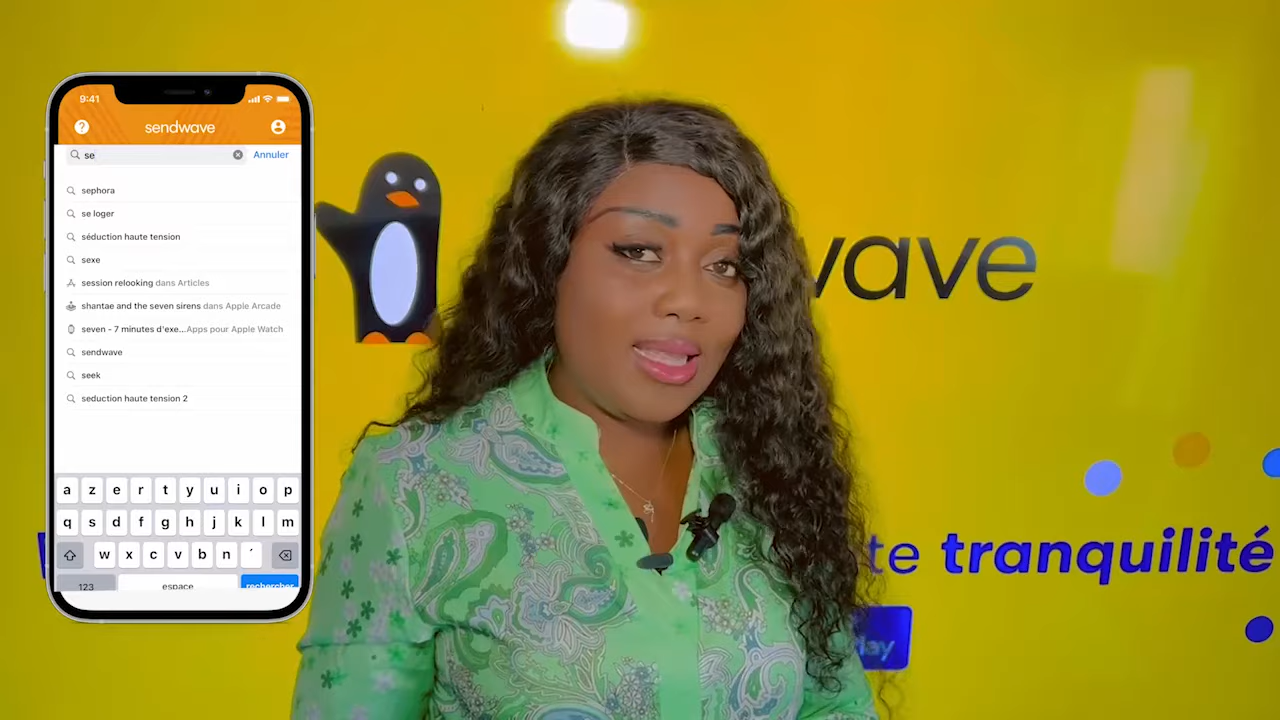 9:41
?
sendwave
se
Annuler
sephora
se loger
séduction haute tension
sexe
session relooking dans Articles
shantae and the seven sirens dans Apple Arcade
seven - 7 minutes d'exe...Apps pour Apple Watch
sendwave
seek
seduction haute tension 2
a z e r t y u i o p
q s d f g h j k l m
w x c v b n ´
123 espace rechercher
wave
te tranquilité
lay